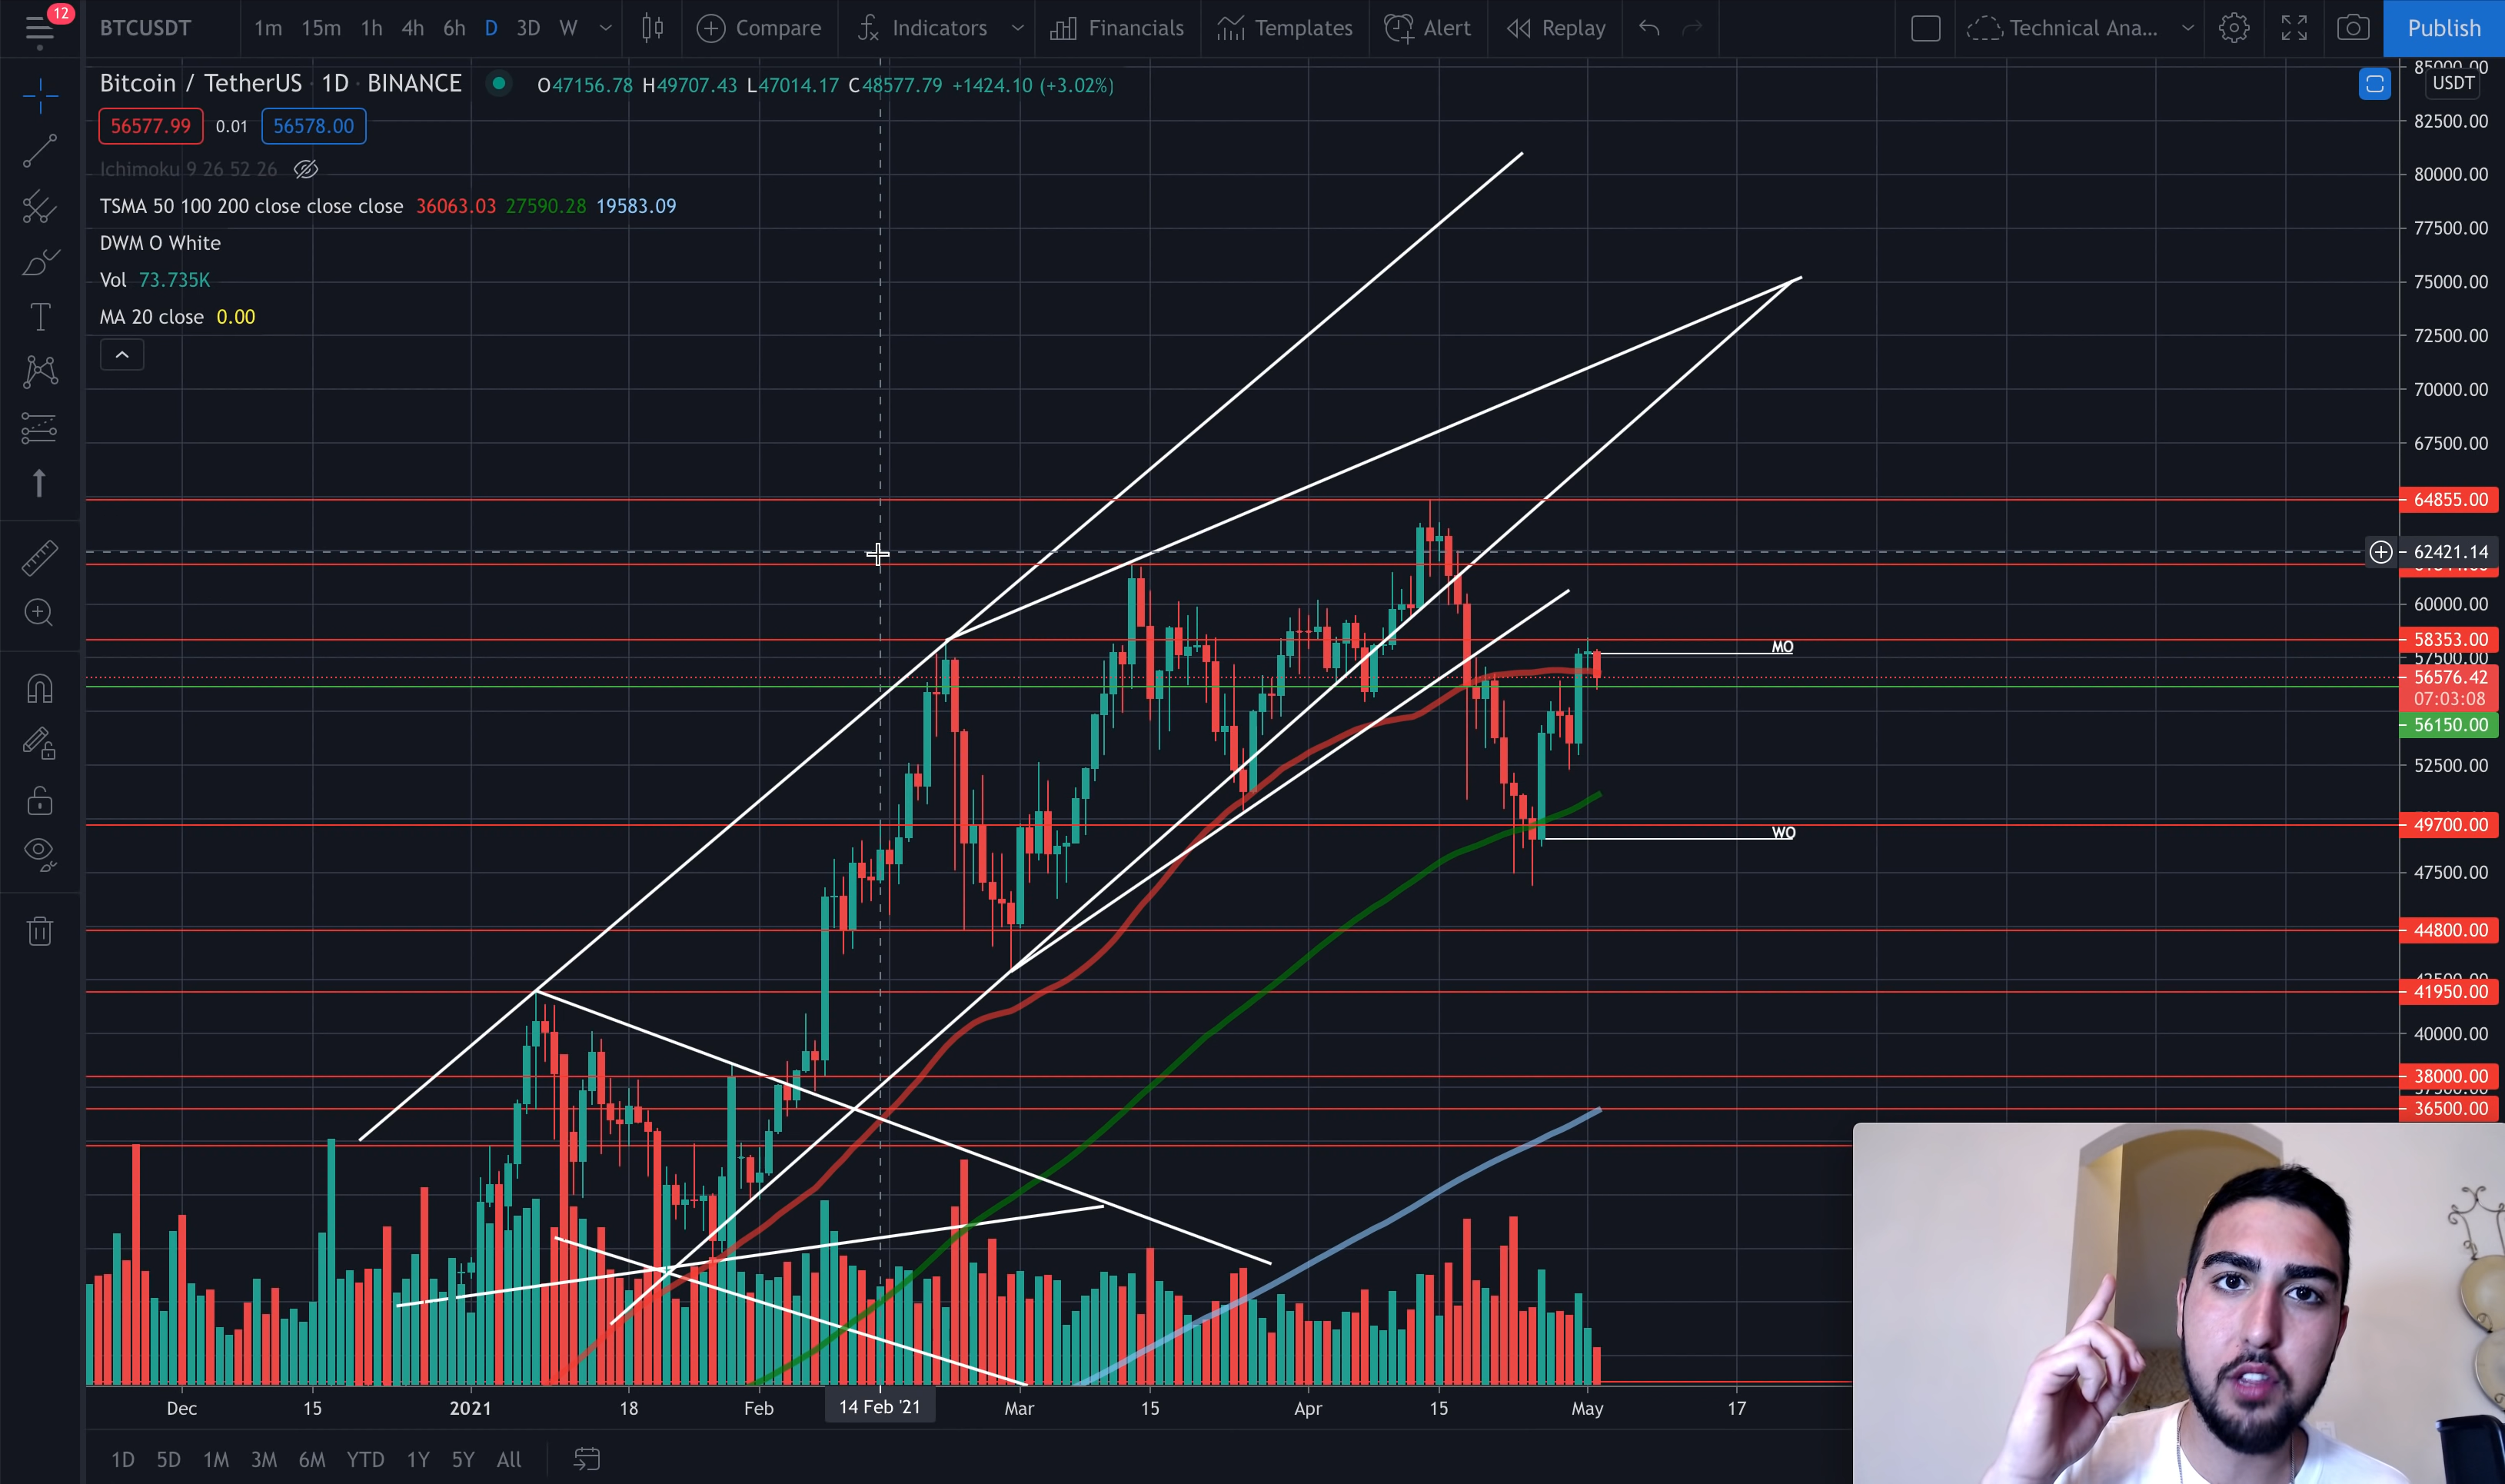 12
BTCUSDT 1m 15m 1h 4h 6h D 3D W Compare Indicators Financials Templates Alert Replay Technical Ana... Publish
Bitcoin / TetherUS · 1D · BINANCE O47156.78 H49707.43 L47014.17 C48577.79 +1424.10 (+3.02%)
56577.99 0.01 56578.00
Ichimoku 9 26 52 26
TSMA 50 100 200 close close close 36063.03 27590.28 19583.09
DWM O White
Vol 73.735K
MA 20 close 0.00
85000.00
USDT
82500.00
80000.00
77500.00
75000.00
72500.00
70000.00
67500.00
64855.00
62421.14
60000.00
58353.00
MO
57500.00
56576.42
07:03:08
56150.00
52500.00
49700.00
WO
47500.00
44800.00
42500.00
41950.00
40000.00
38000.00
36500.00
Dec 15 2021 18 Feb 14 Feb '21 Mar 15 Apr 15 May 17
1D 5D 1M 3M 6M YTD 1Y 5Y All